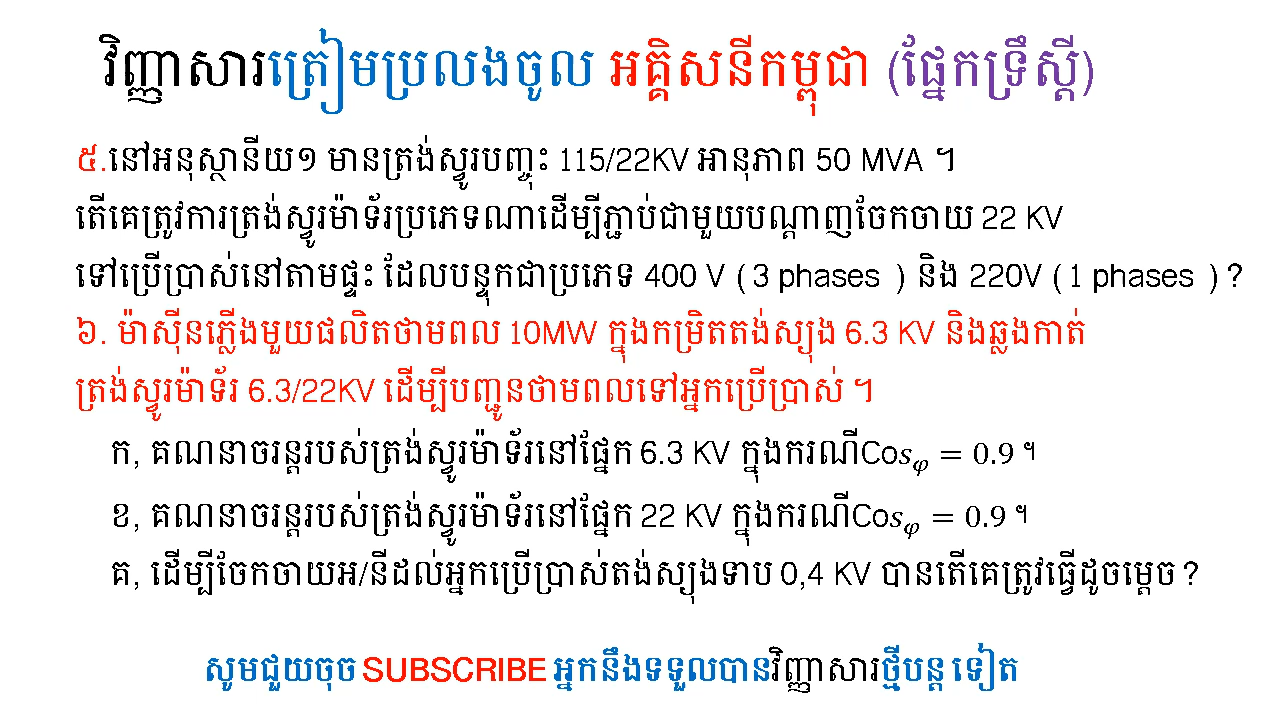 វិញ្ញាសារត្រៀមប្រលងចូល អគ្គិសនីកម្ពុជា (ផ្នែកទ្រឹស្តី)
៥.នៅអនុស្ថានីយ១ មានត្រង់ស្វូរបញ្ចុះ 115/22KV អានុភាព 50 MVA ។
តើគេត្រូវការត្រង់ស្វូរម៉ាទ័រប្រភេទណាដើម្បីភ្ជាប់ជាមួយបណ្តាញចែកចាយ 22 KV
ទៅប្រើប្រាស់នៅតាមផ្ទះ ដែលបន្ទុកជាប្រភេទ 400 V ( 3 phases ) និង 220V ( 1 phases ) ?
៦. ម៉ាស៊ីនភ្លើងមួយផលិតថាមពល 10MW ក្នុងកម្រិតតង់ស្យុង 6.3 KV និងឆ្លងកាត់
ត្រង់ស្វូរម៉ាទ័រ 6.3/22KV ដើម្បីបញ្ជូនថាមពលទៅអ្នកប្រើប្រាស់ ។
ក, គណនាចរន្តរបស់ត្រង់ស្វូរម៉ាទ័រនៅផ្នែក 6.3 KV ក្នុងករណីCos𝜑 = 0.9 ។
ខ, គណនាចរន្តរបស់ត្រង់ស្វូរម៉ាទ័រនៅផ្នែក 22 KV ក្នុងករណីCos𝜑 = 0.9 ។
គ, ដើម្បីចែកចាយអ/នីដល់អ្នកប្រើប្រាស់តង់ស្យុងទាប 0,4 KV បានតើគេត្រូវធ្វើដូចម្តេច ?
សូមជួយចុច SUBSCRIBE អ្នកនឹងទទួលបានវិញ្ញាសារថ្មីបន្ត ទៀត